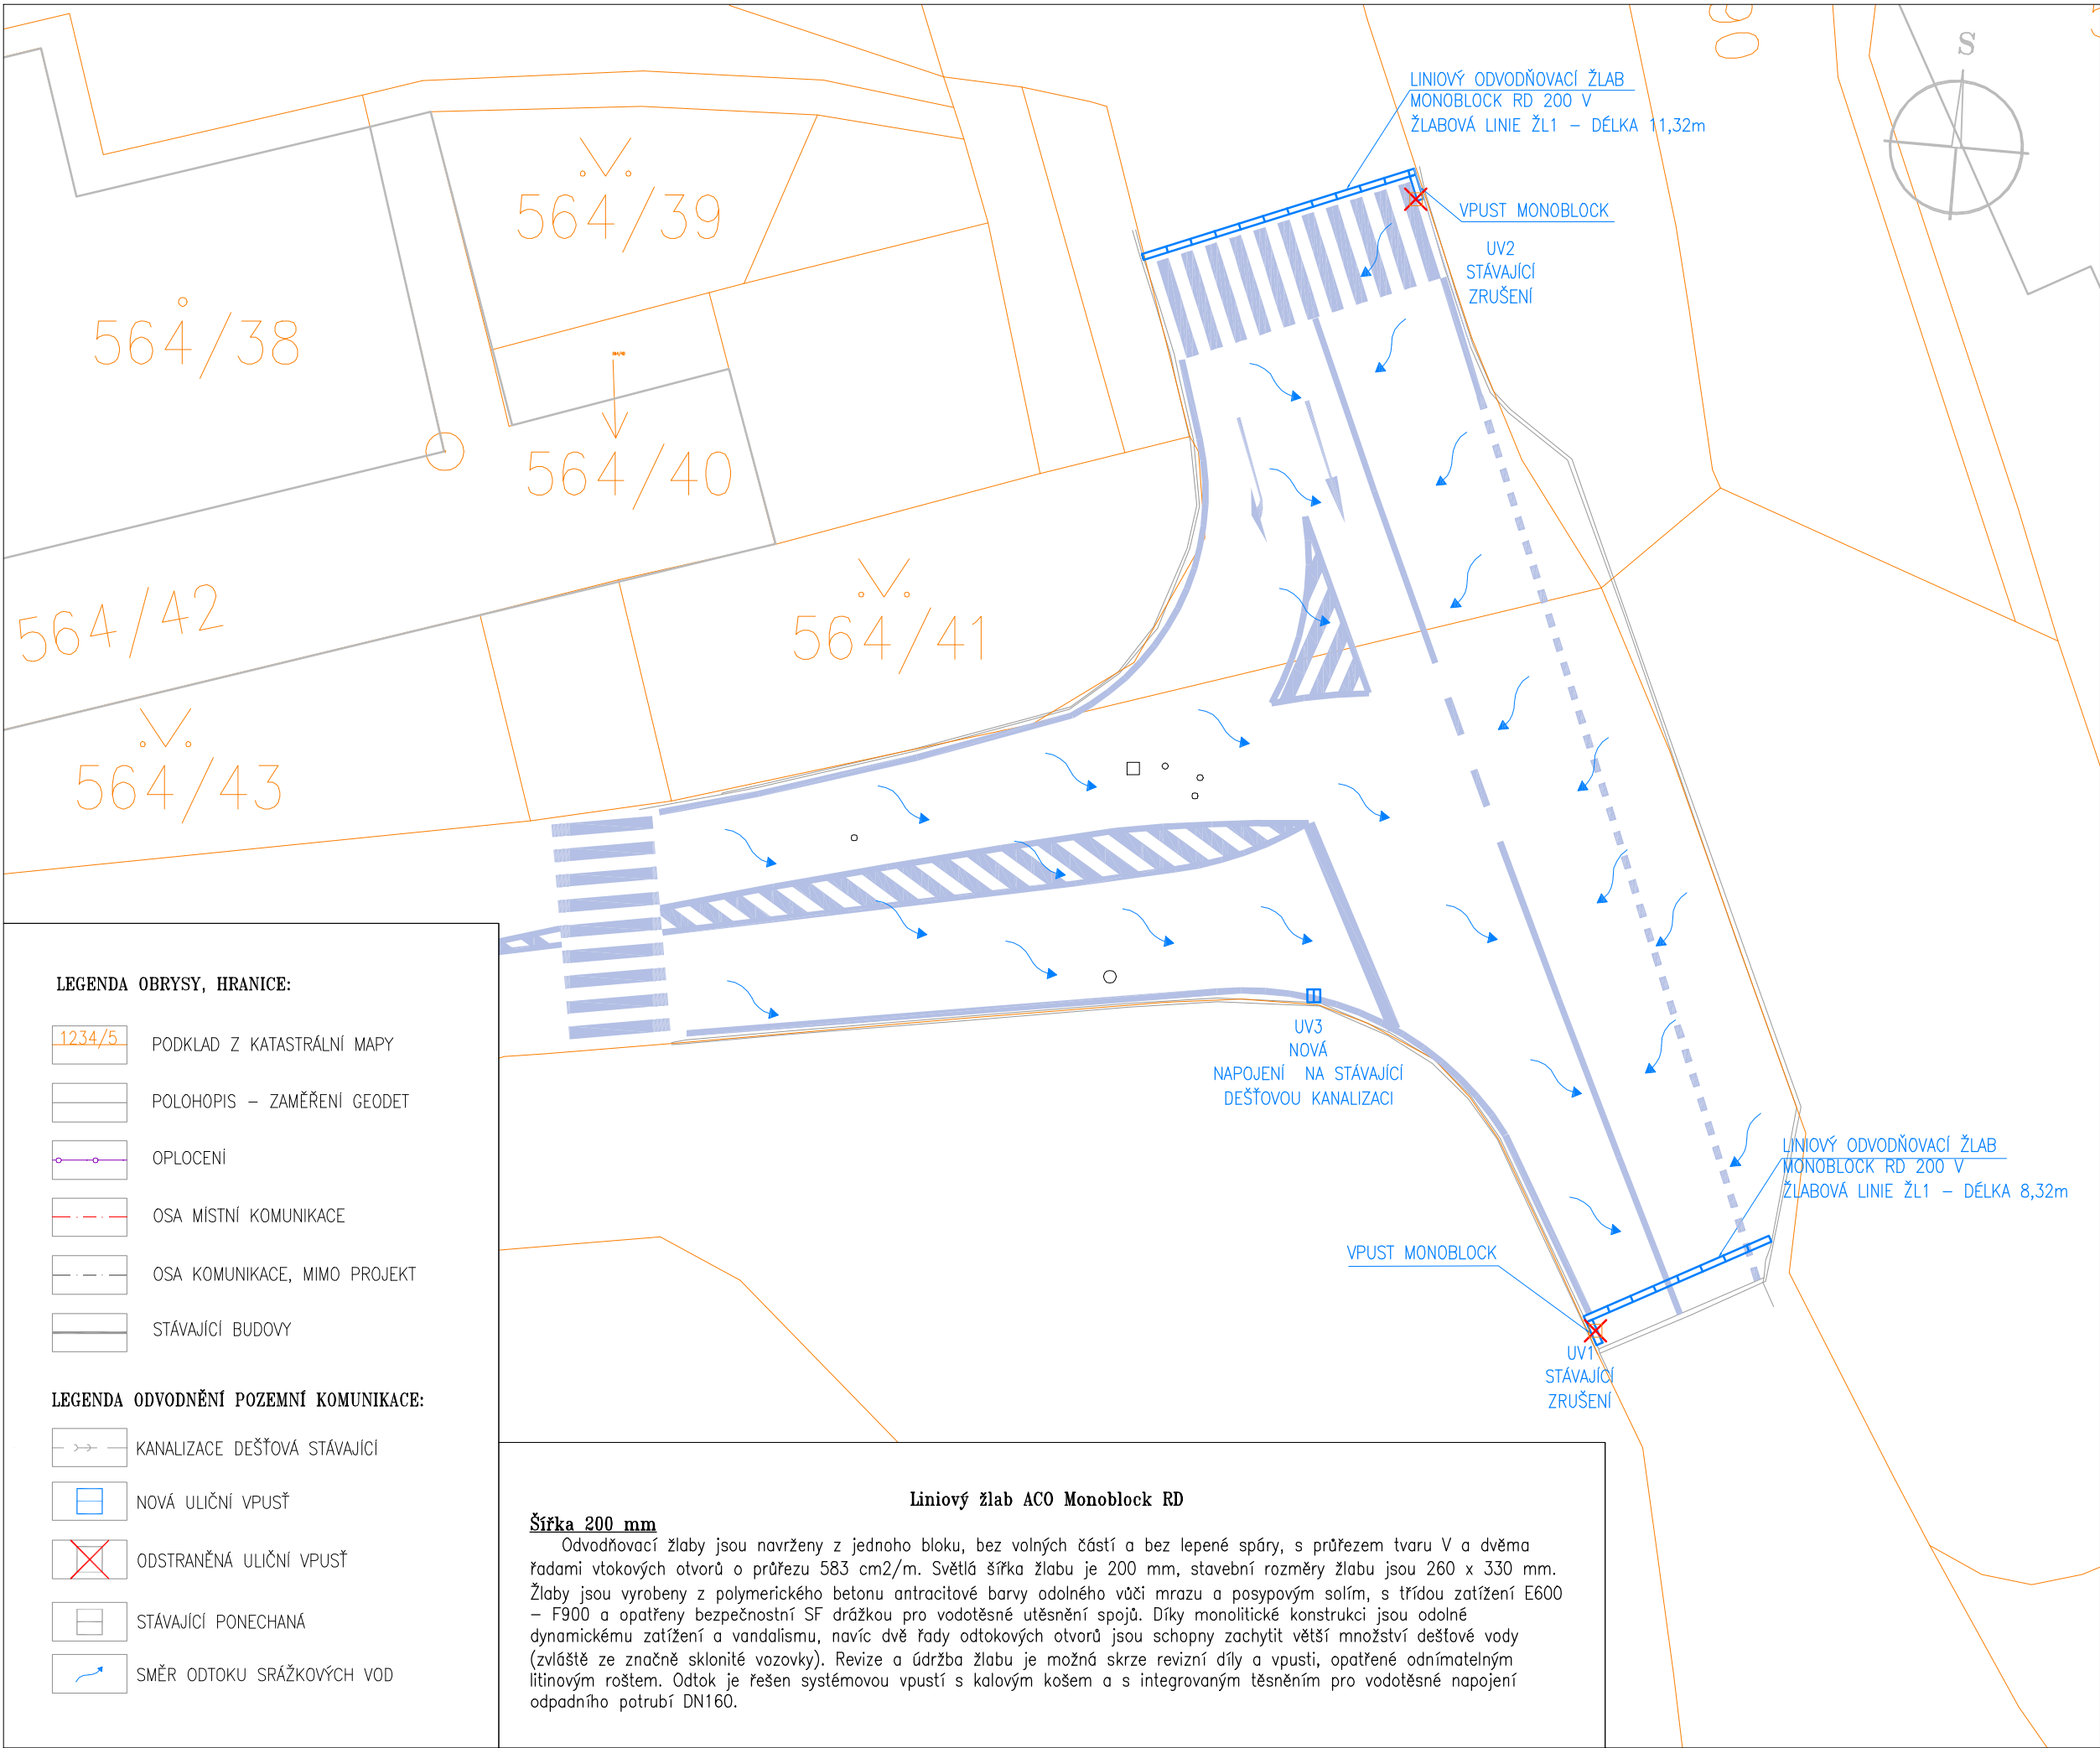 S
LINIOVÝ ODVODŇOVACÍ ŽLAB
MONOBLOCK RD 200 V
ŽLABOVÁ LINIE ŽL1 – DÉLKA 11,32m
VPUST MONOBLOCK
UV2
STÁVAJÍCÍ
ZRUŠENÍ
564/39
564/38
564/40
564/42
564/41
564/43
UV3
NOVÁ
NAPOJENÍ NA STÁVAJÍCÍ
DEŠŤOVOU KANALIZACI
LINIOVÝ ODVODŇOVACÍ ŽLAB
MONOBLOCK RD 200 V
ŽLABOVÁ LINIE ŽL1 – DÉLKA 8,32m
VPUST MONOBLOCK
UV1
STÁVAJÍCÍ
ZRUŠENÍ
LEGENDA OBRYSY, HRANICE:
1234/5 PODKLAD Z KATASTRÁLNÍ MAPY
POLOHOPIS – ZAMĚŘENÍ GEODET
OPLOCENÍ
OSA MÍSTNÍ KOMUNIKACE
OSA KOMUNIKACE, MIMO PROJEKT
STÁVAJÍCÍ BUDOVY
LEGENDA ODVODNĚNÍ POZEMNÍ KOMUNIKACE:
KANALIZACE DEŠŤOVÁ STÁVAJÍCÍ
NOVÁ ULIČNÍ VPUSŤ
ODSTRANĚNÁ ULIČNÍ VPUSŤ
STÁVAJÍCÍ PONECHANÁ
SMĚR ODTOKU SRÁŽKOVÝCH VOD
Liniový žlab ACO Monoblock RD
Šířka 200 mm
Odvodňovací žlaby jsou navrženy z jednoho bloku, bez volných částí a bez lepené spáry, s průřezem tvaru V a dvěma
řadami vtokových otvorů o průřezu 583 cm2/m. Světlá šířka žlabu je 200 mm, stavební rozměry žlabu jsou 260 x 330 mm.
Žlaby jsou vyrobeny z polymerického betonu antracitové barvy odolného vůči mrazu a posypovým solím, s třídou zatížení E600
– F900 a opatřeny bezpečnostní SF drážkou pro vodotěsné utěsnění spojů. Díky monolitické konstrukci jsou odolné
dynamickému zatížení a vandalismu, navíc dvě řady odtokových otvorů jsou schopny zachytit větší množství dešťové vody
(zvláště ze značně sklonité vozovky). Revize a údržba žlabu je možná skrze revizní díly a vpusti, opatřené odnímatelným
litinovým roštem. Odtok je řešen systémovou vpustí s kalovým košem a s integrovaným těsněním pro vodotěsné napojení
odpadního potrubí DN160.